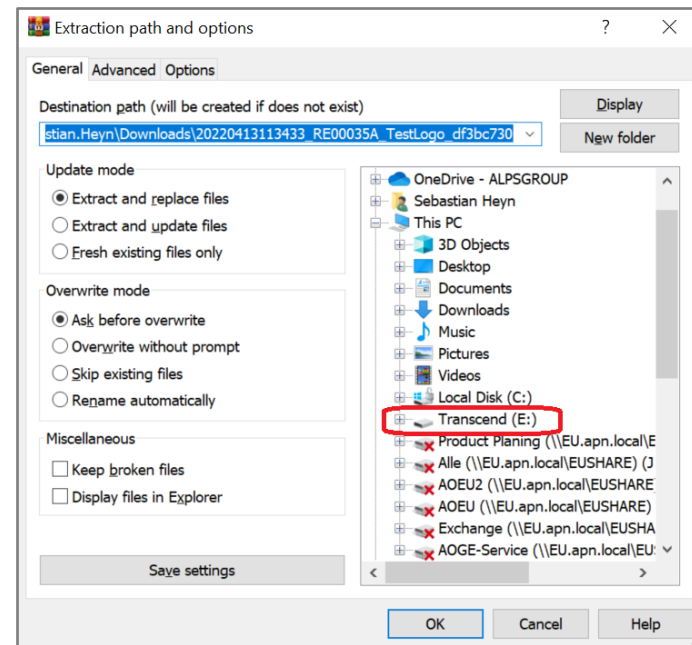 Extraction path and options
? ×
General Advanced Options
Destination path (will be created if does not exist)
Display
stian.Heyn\Downloads\20220413113433_RE00035A_TestLogo_df3bc730
New folder
Update mode
Extract and replace files
Extract and update files
Fresh existing files only
Overwrite mode
Ask before overwrite
Overwrite without prompt
Skip existing files
Rename automatically
Miscellaneous
Keep broken files
Display files in Explorer
Save settings
OneDrive - ALPSGROUP
Sebastian Heyn
This PC
3D Objects
Desktop
Documents
Downloads
Music
Pictures
Videos
Local Disk (C:)
Transcend (E:)
Product Planing (\\EU.apn.local\E
Alle (\\EU.apn.local\EUSHARE) (J
AOEU2 (\\EU.apn.local\EUSHARE
AOEU (\\EU.apn.local\EUSHARE)
Exchange (\\EU.apn.local\EUSHA
AOGE-Service (\\EU.apn.local\EU
OK Cancel Help